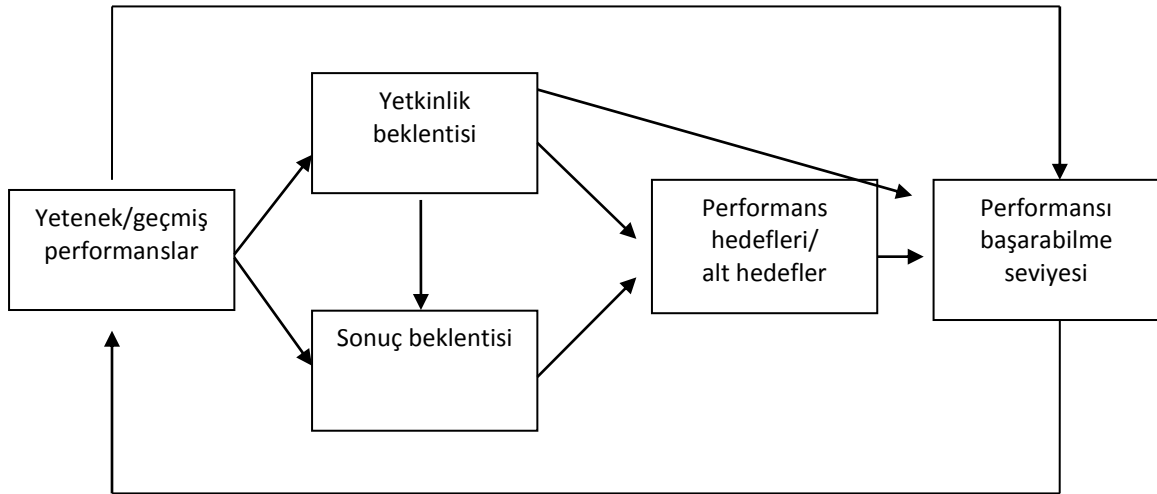 Yetkinlik
beklentisi
Yetenek/geçmiş
performanslar
Performans
hedefleri/
alt hedefler
Performansı
başarabilme
seviyesi
Sonuç beklentisi